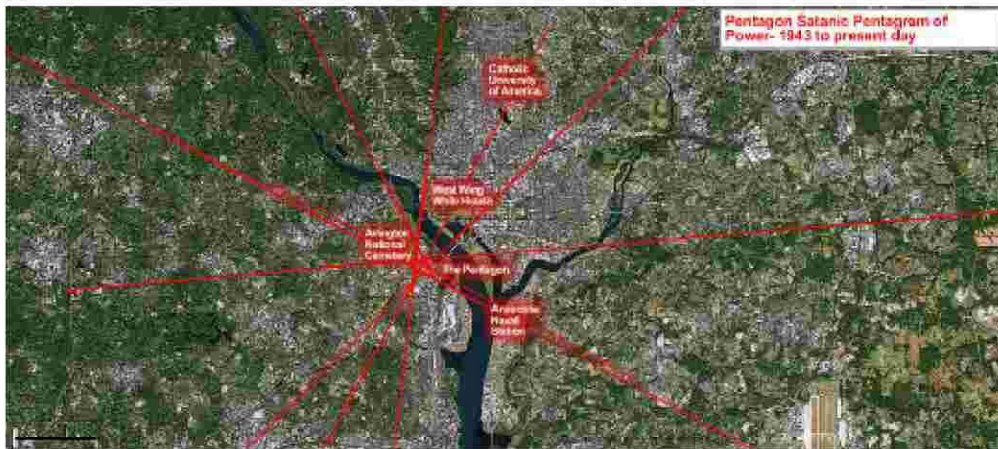 Pentagon Satanic Pentagram of
Power- 1943 to present day
Catholic
University
of America
West Wing
White House
Arlington
National
Cemetery
The Pentagon
Anacostia
Naval
Station